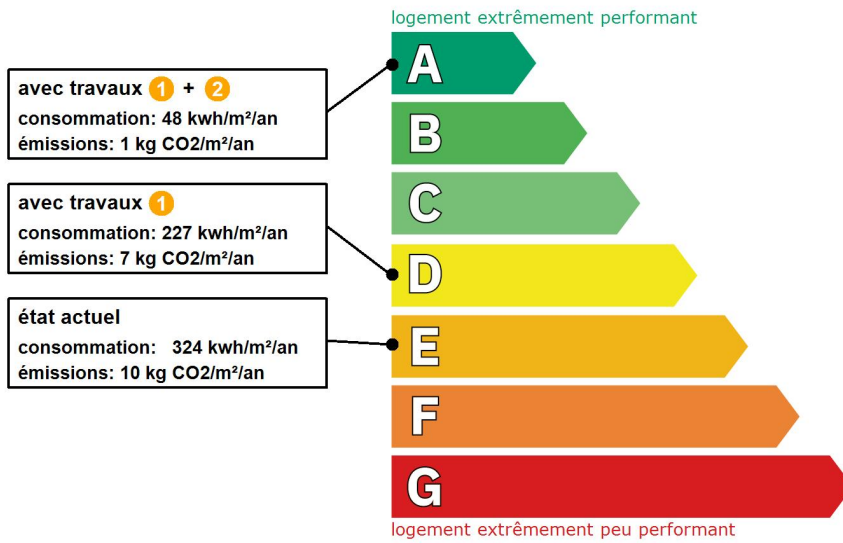 logement extrêmement performant
A
avec travaux 1 + 2
consommation: 48 kwh/m²/an
émissions: 1 kg CO2/m²/an
B
avec travaux 1
consommation: 227 kwh/m²/an
émissions: 7 kg CO2/m²/an
C
D
état actuel
consommation: 324 kwh/m²/an
émissions: 10 kg CO2/m²/an
E
F
G
logement extrêmement peu performant